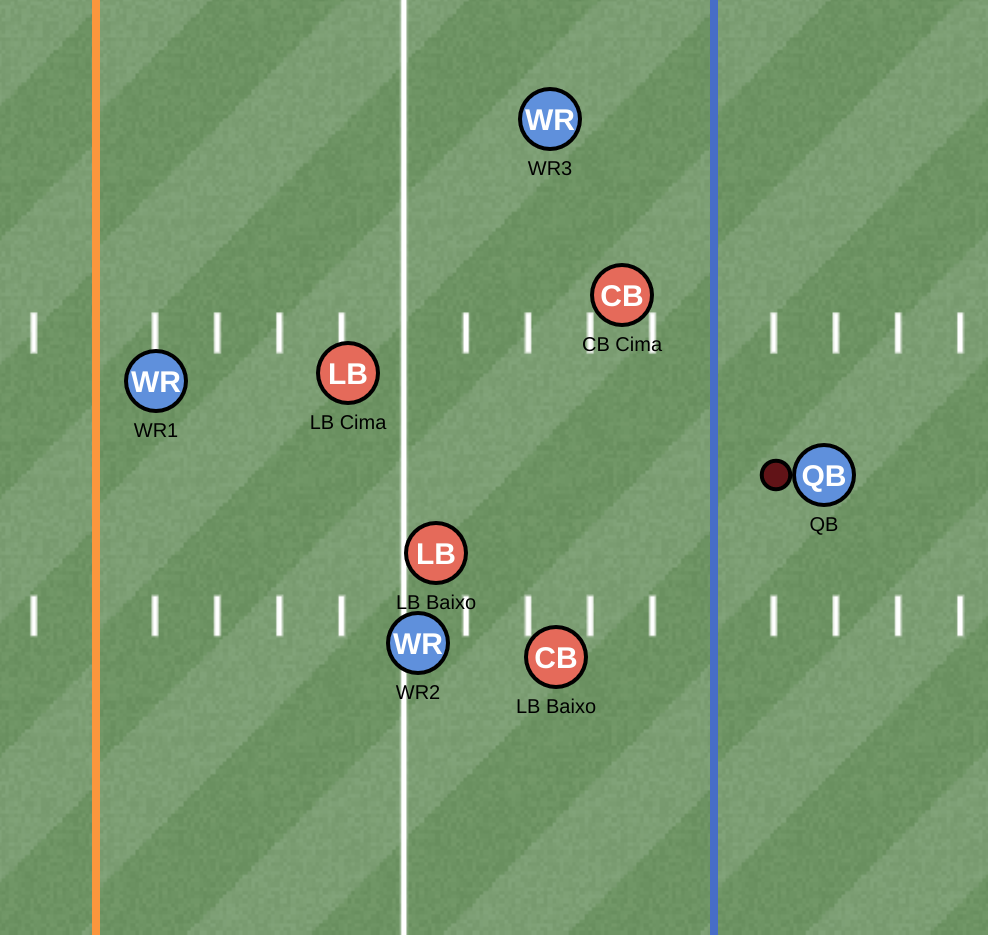 WR
WR3
CB
CB Cima
LB
LB Cima
WR
WR1
QB
QB
LB
LB Baixo
WR
WR2
CB
LB Baixo